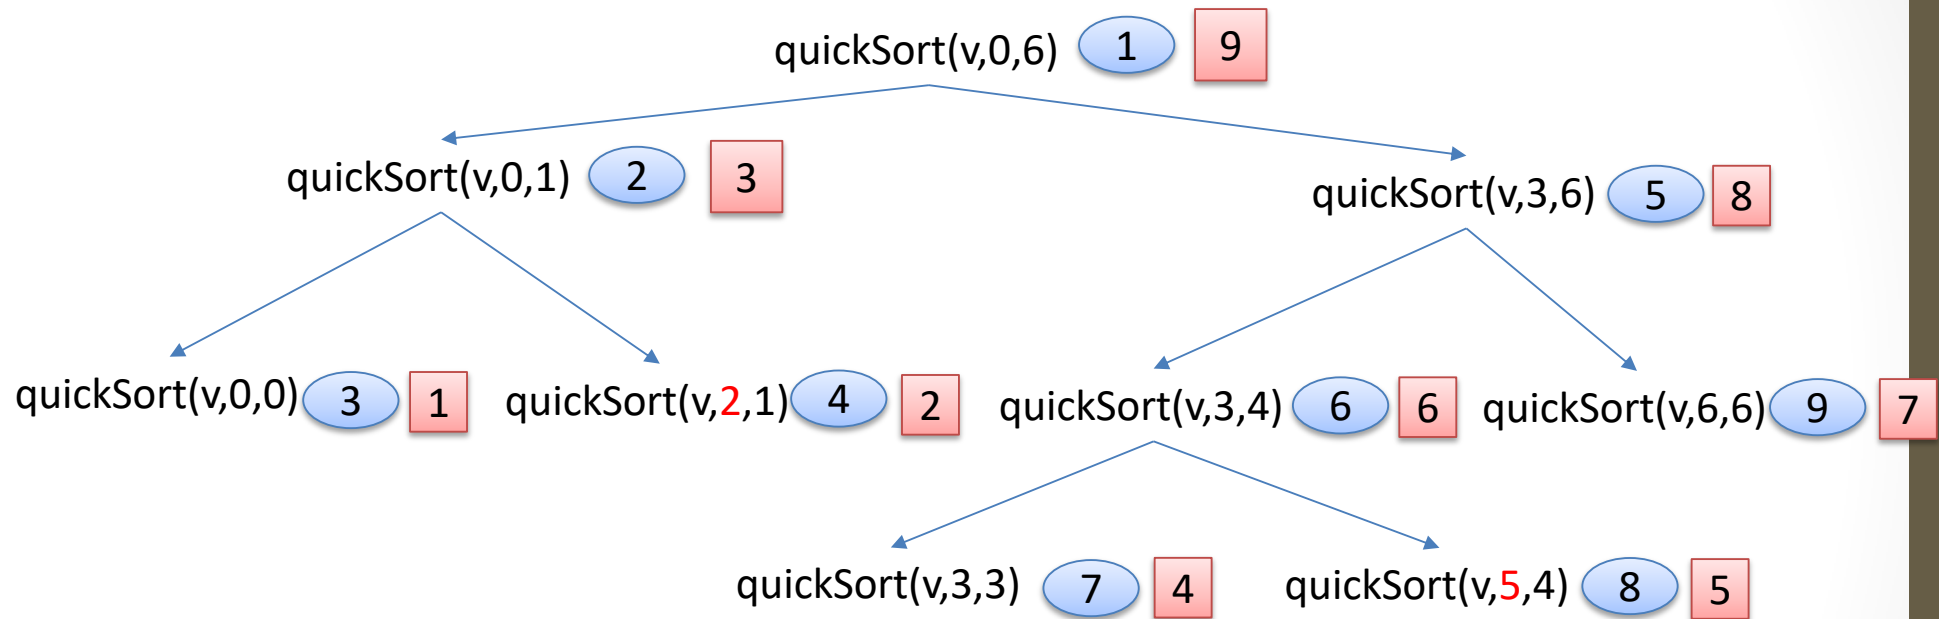 quickSort(v,0,6) 1 9
quickSort(v,0,1) 2 3
quickSort(v,3,6) 5 8
quickSort(v,0,0) 3 1
quickSort(v,2,1) 4 2
quickSort(v,3,4) 6 6
quickSort(v,6,6) 9 7
quickSort(v,3,3) 7 4
quickSort(v,5,4) 8 5